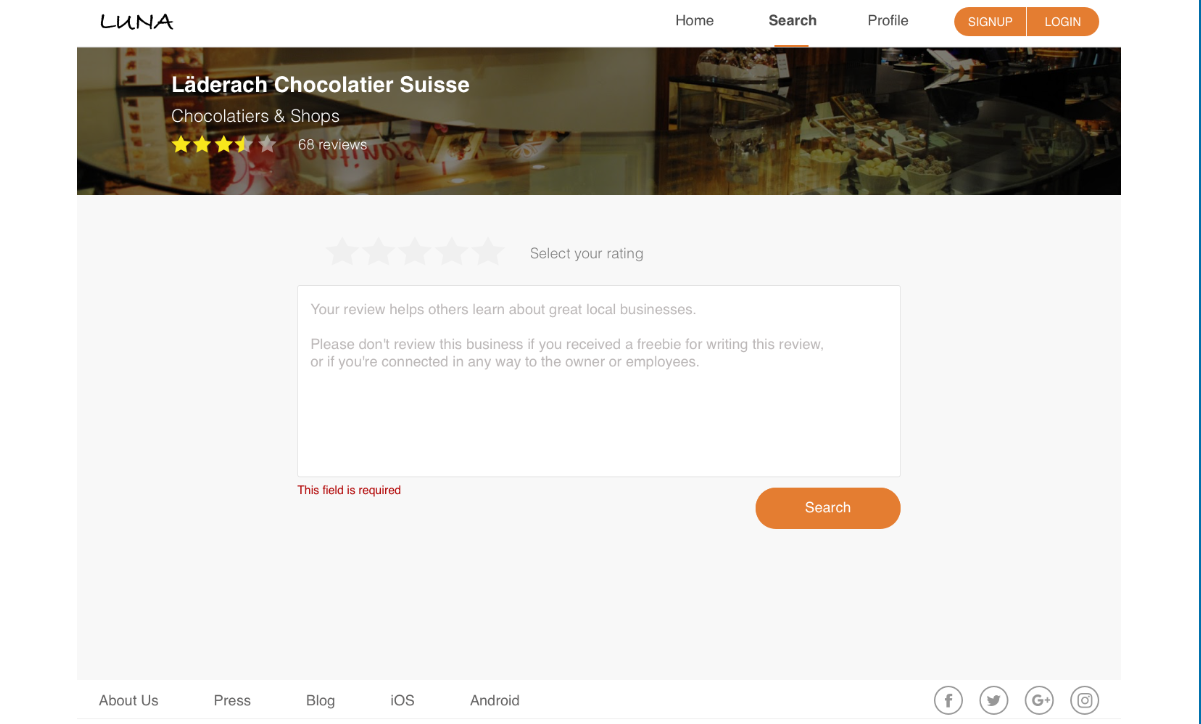 LUNA
Home Search Profile SIGNUP LOGIN
Läderach Chocolatier Suisse
Chocolatiers & Shops
68 reviews
Select your rating
Your review helps others learn about great local businesses.
Please don't review this business if you received a freebie for writing this review,
or if you're connected in any way to the owner or employees.
This field is required
Search
About Us Press Blog iOS Android
f G+